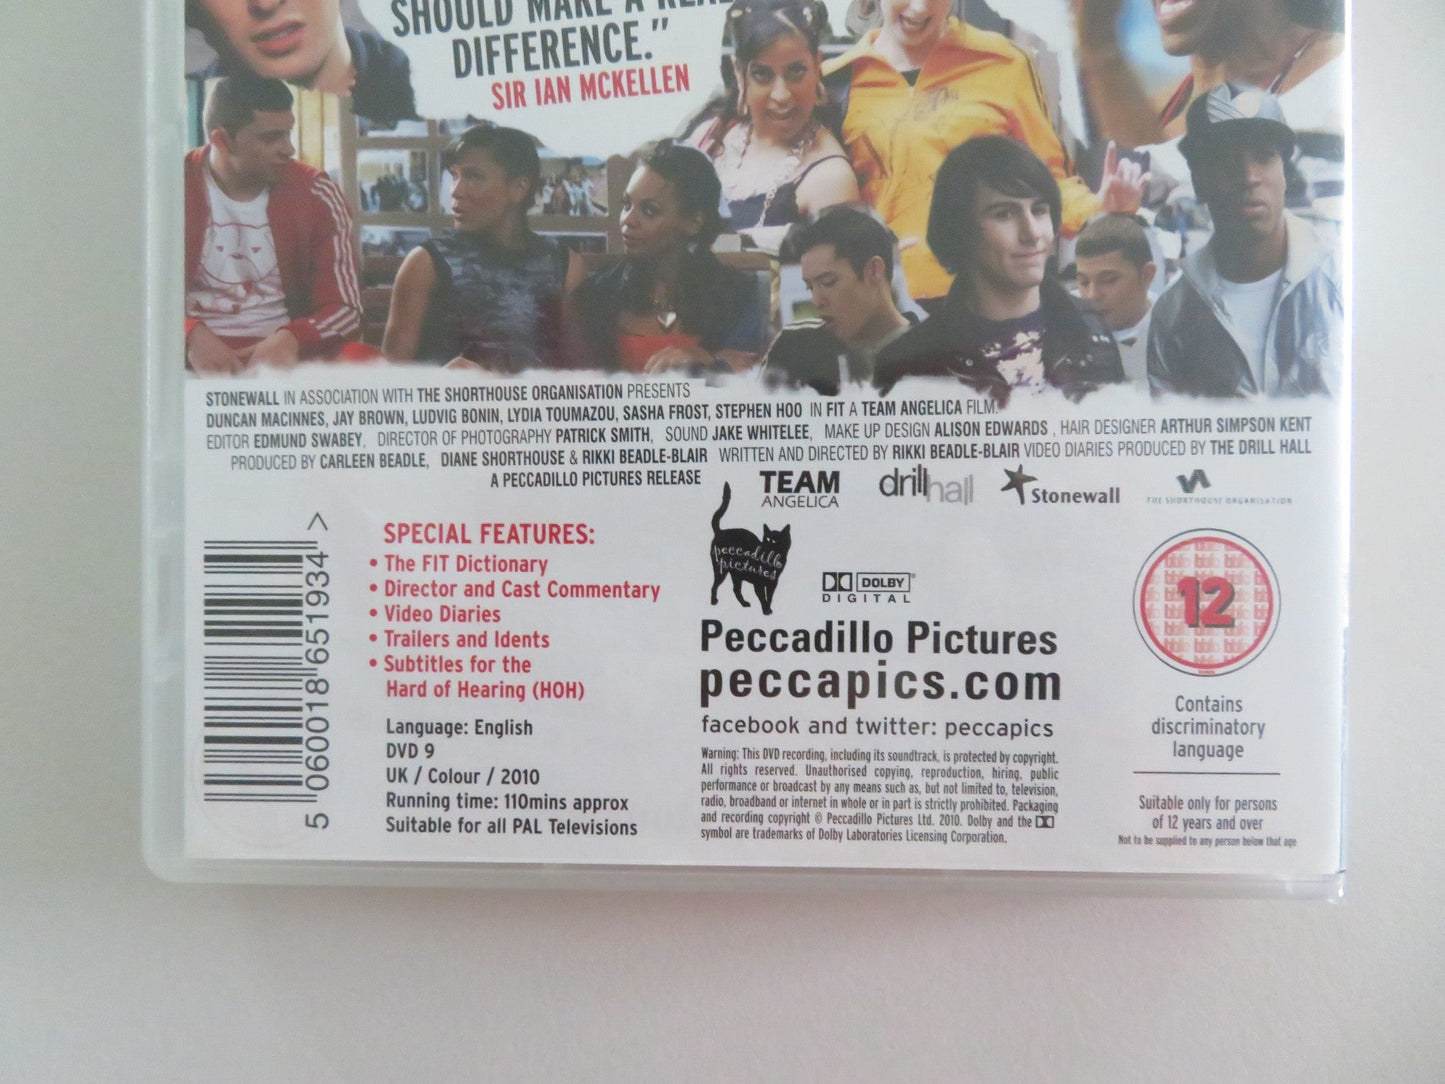 SHOULD MAKE A REAL
DIFFERENCE."
SIR IAN MCKELLEN
STONEWALL IN ASSOCIATION WITH THE SHORTHOUSE ORGANISATION PRESENTS
DUNCAN MACINNES, JAY BROWN, LUDVIG BONIN, LYDIA TOUMAZOU, SASHA FROST, STEPHEN HOO IN FIT A TEAM ANGELICA FILM.
EDITOR EDMUND SWABEY, DIRECTOR OF PHOTOGRAPHY PATRICK SMITH, SOUND JAKE WHITELEE, MAKE UP DESIGN ALISON EDWARDS , HAIR DESIGNER ARTHUR SIMPSON KENT
PRODUCED BY CARLEEN BEADLE, DIANE SHORTHOUSE & RIKKI BEADLE-BLAIR WRITTEN AND DIRECTED BY RIKKI BEADLE-BLAIR VIDEO DIARIES PRODUCED BY THE DRILL HALL
A PECCADILLO PICTURES RELEASE
TEAM
ANGELICA
drillhall
Stonewall
THE SHORTHOUSE ORGANISATION
SPECIAL FEATURES:
• The FIT Dictionary
• Director and Cast Commentary
• Video Diaries
• Trailers and Idents
• Subtitles for the
Hard of Hearing (HOH)
Language: English
DVD 9
UK / Colour / 2010
Running time: 110mins approx
Suitable for all PAL Televisions
5 060018 651934 >
peccadillo
pictures
DOLBY
DIGITAL
Peccadillo Pictures
peccapics.com
facebook and twitter: peccapics
Warning: This DVD recording, including its soundtrack, is protected by copyright.
All rights reserved. Unauthorised copying, reproduction, hiring, public
performance or broadcast by any means such as, but not limited to, television,
radio, broadband or internet in whole or in part is strictly prohibited. Packaging
and recording copyright © Peccadillo Pictures Ltd. 2010. Dolby and the
symbol are trademarks of Dolby Laboratories Licensing Corporation.
12
Contains
discriminatory
language
Suitable only for persons
of 12 years and over
Not to be supplied to any person below that age